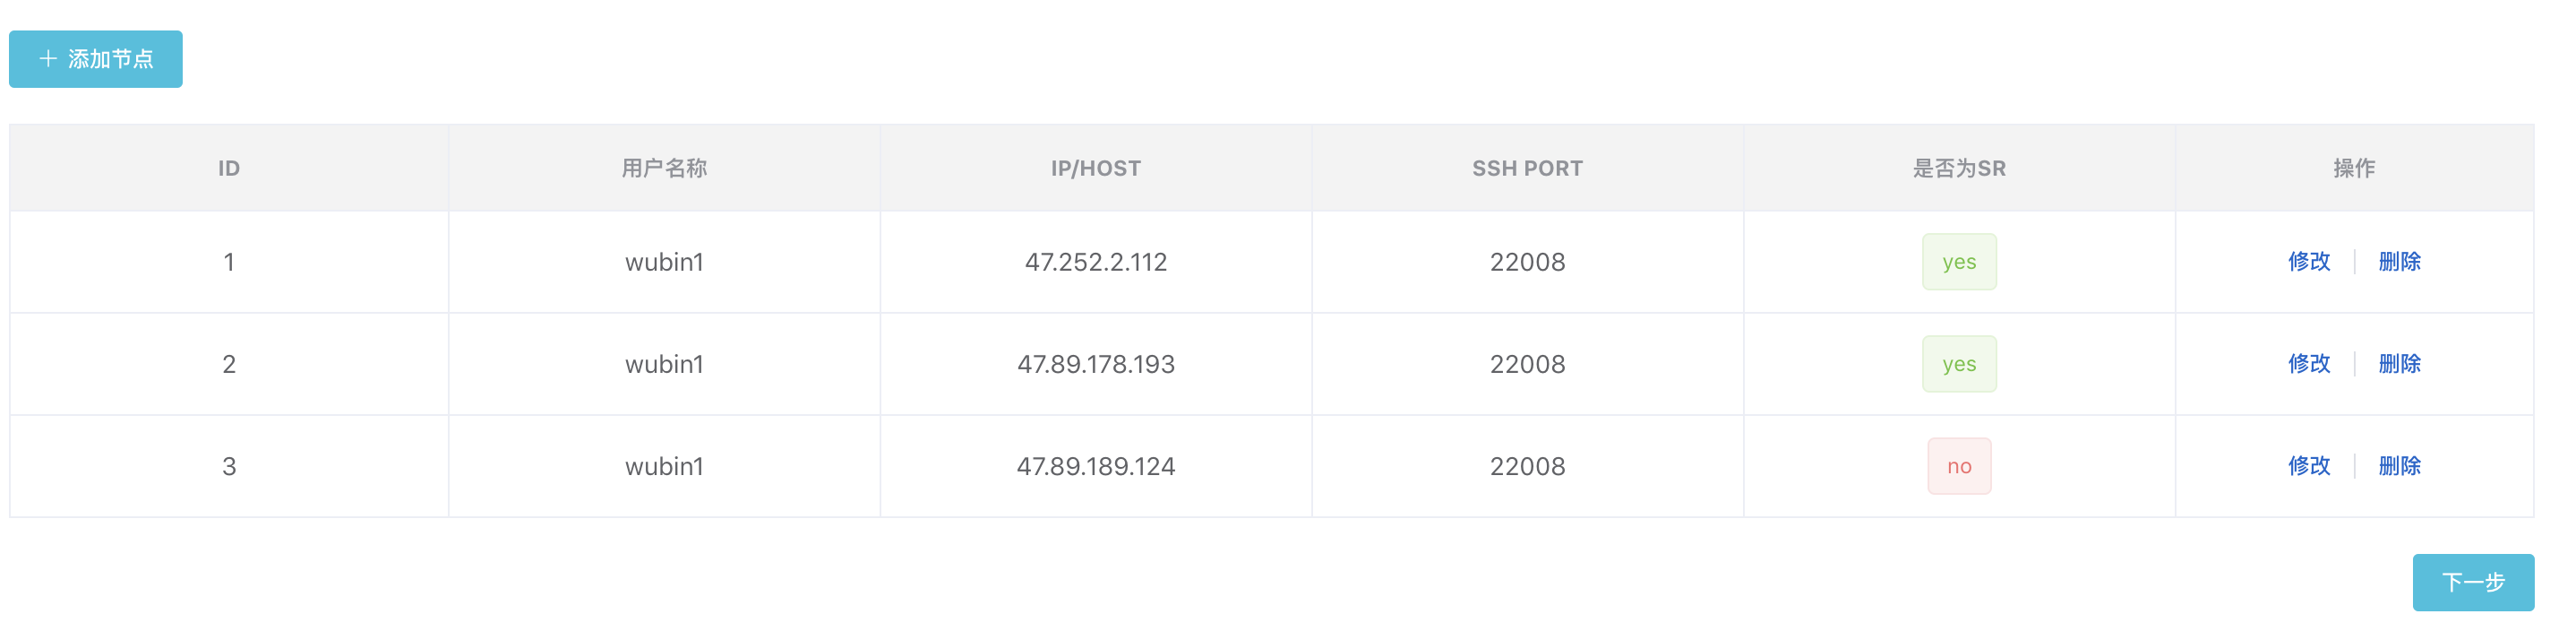 + 添加节点
ID 用户名称 IP/HOST SSH PORT 是否为SR 操作
1 wubin1 47.252.2.112 22008 yes 修改 删除
2 wubin1 47.89.178.193 22008 yes 修改 删除
3 wubin1 47.89.189.124 22008 no 修改 删除
下一步